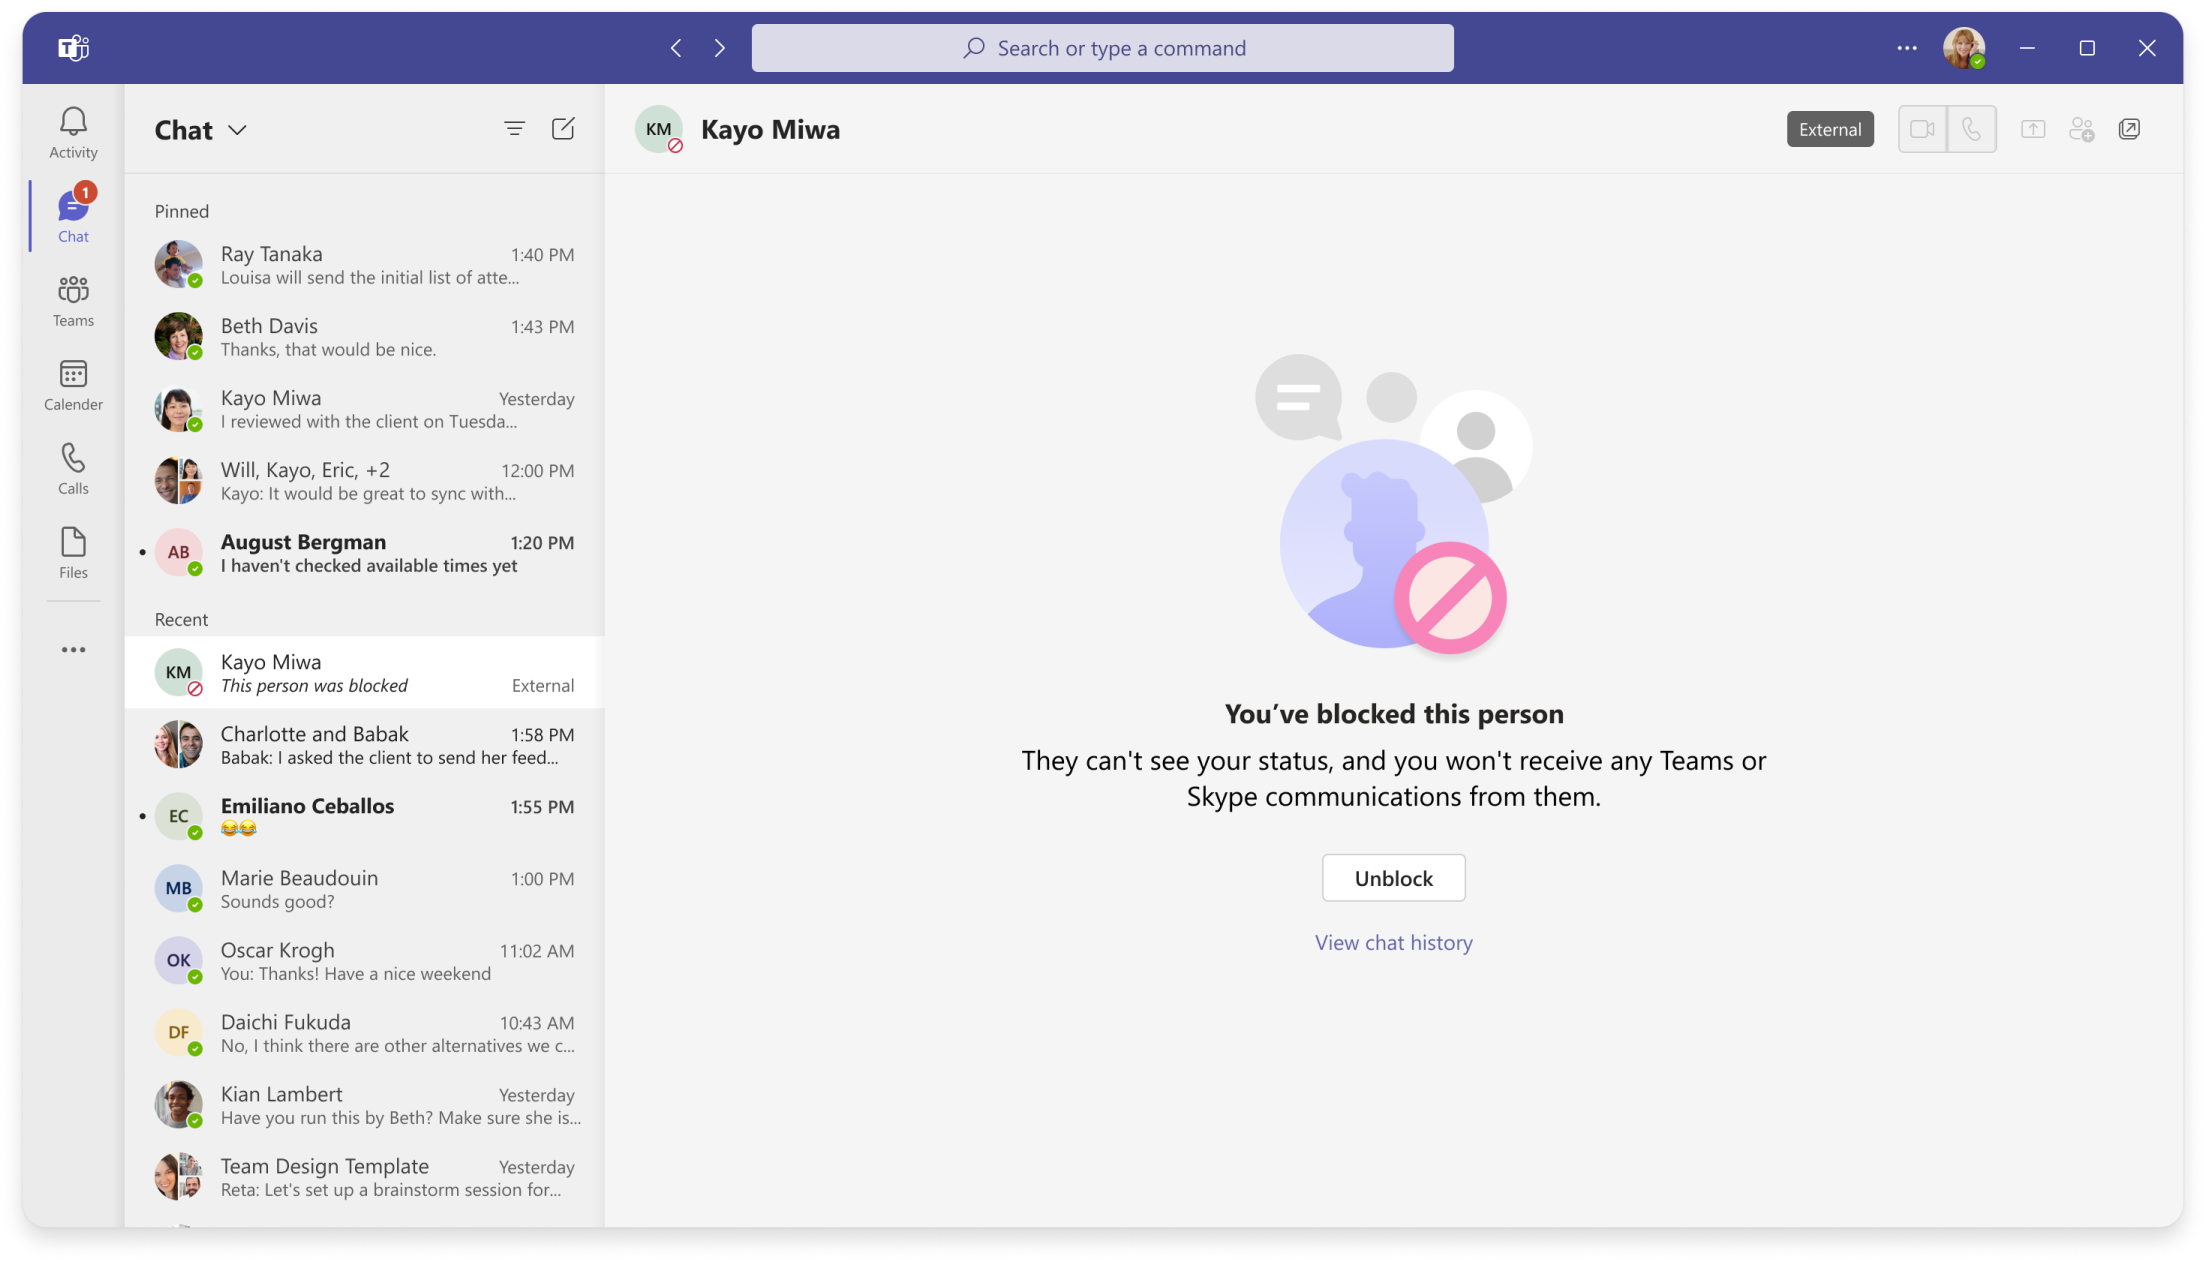 T
Search or type a command
Activity
1
Chat
Teams
Calender
Calls
Files
Chat
Pinned
Ray Tanaka 1:40 PM
Louisa will send the initial list of atte...
Beth Davis 1:43 PM
Thanks, that would be nice.
Kayo Miwa Yesterday
I reviewed with the client on Tuesda...
Will, Kayo, Eric, +2 12:00 PM
Kayo: It would be great to sync with...
AB August Bergman 1:20 PM
I haven't checked available times yet
Recent
KM Kayo Miwa
This person was blocked External
Charlotte and Babak 1:58 PM
Babak: I asked the client to send her feed...
EC Emiliano Ceballos 1:55 PM
😂😂
MB Marie Beaudouin 1:00 PM
Sounds good?
OK Oscar Krogh 11:02 AM
You: Thanks! Have a nice weekend
DF Daichi Fukuda 10:43 AM
No, I think there are other alternatives we c...
Kian Lambert Yesterday
Have you run this by Beth? Make sure she is...
Team Design Template Yesterday
Reta: Let's set up a brainstorm session for...
KM Kayo Miwa External
You’ve blocked this person
They can't see your status, and you won't receive any Teams or
Skype communications from them.
Unblock
View chat history